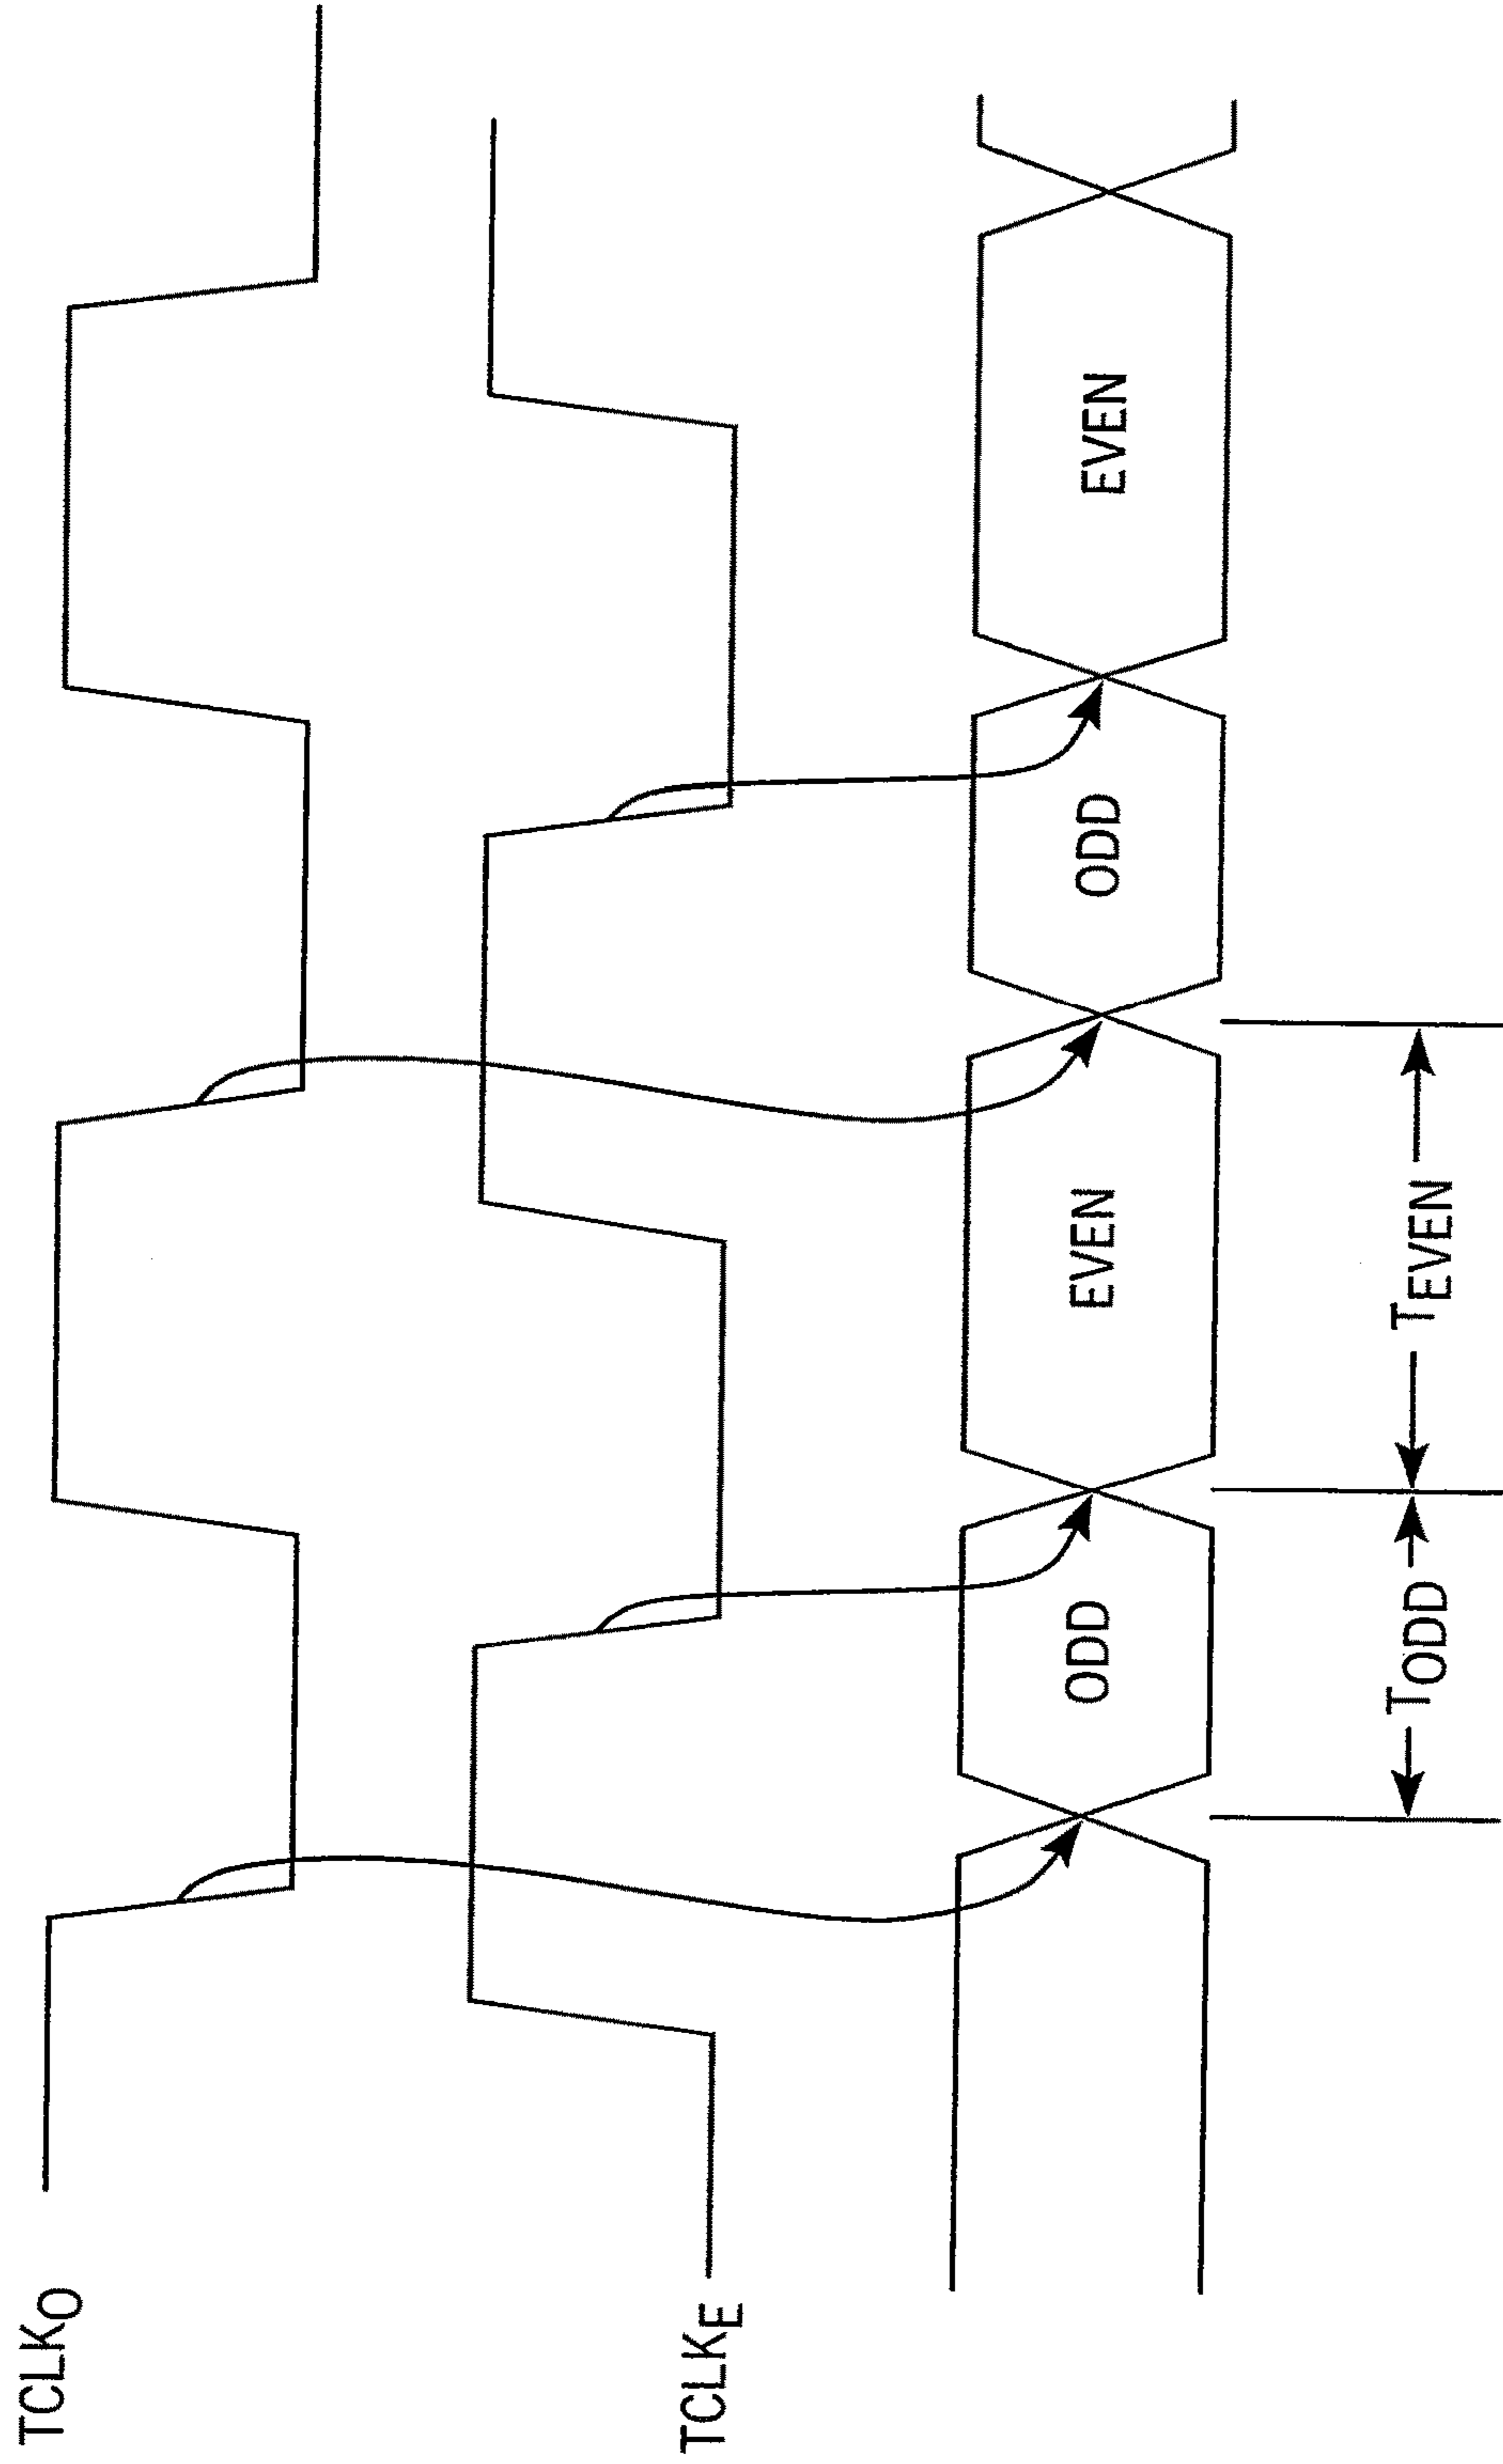 TCLKO
TCLKE
ODD
EVEN
ODD
EVEN
TODD
TEVEN